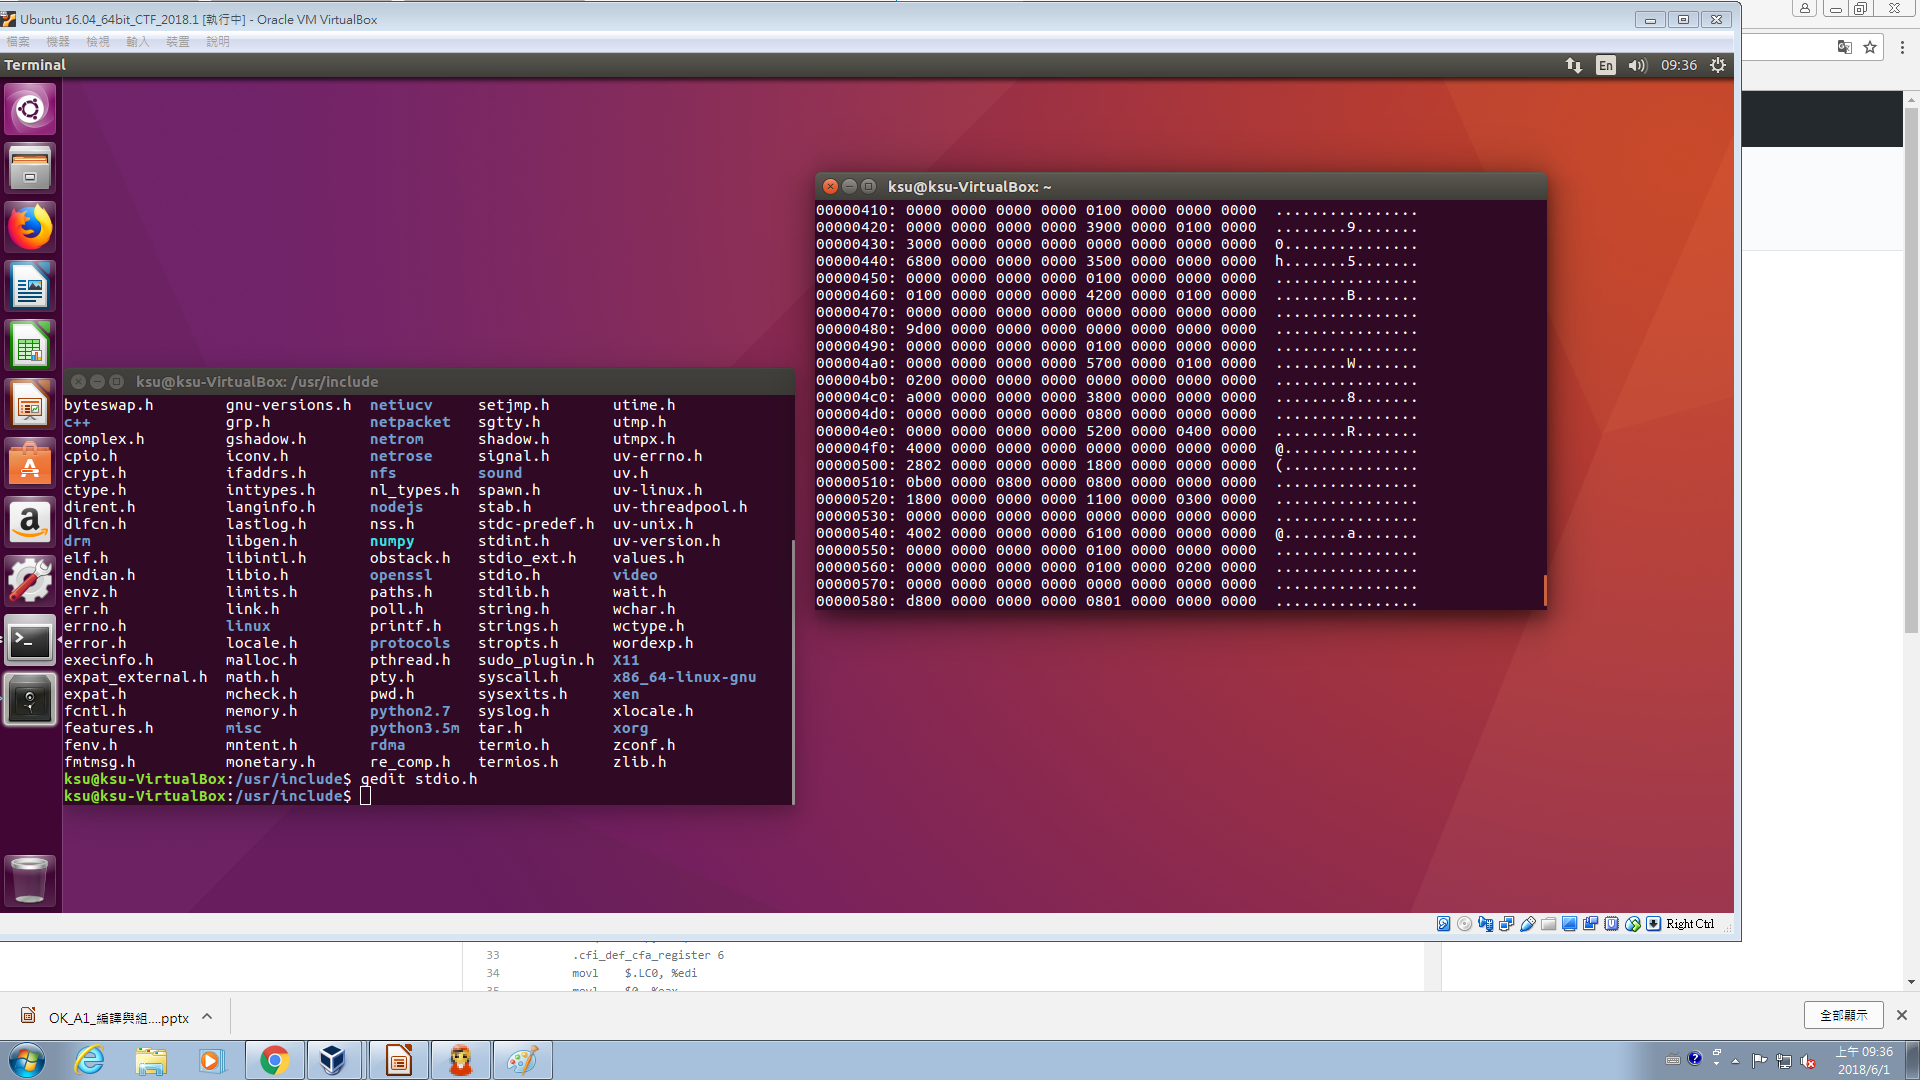 Ubuntu 16.04_64bit_CTF_2018.1 [執行中] - Oracle VM VirtualBox
檔案 機器 檢視 輸入 裝置 說明
Terminal
En
09:36
ksu@ksu-VirtualBox: ~
00000410: 0000 0000 0000 0000 0100 0000 0000 0000 ................
00000420: 0000 0000 0000 0000 3900 0000 0100 0000 ........9.......
00000430: 3000 0000 0000 0000 0000 0000 0000 0000 0...............
00000440: 6800 0000 0000 0000 3500 0000 0000 0000 h.......5.......
00000450: 0000 0000 0000 0000 0100 0000 0000 0000 ................
00000460: 0100 0000 0000 0000 4200 0000 0100 0000 ........B.......
00000470: 0000 0000 0000 0000 0000 0000 0000 0000 ................
00000480: 9d00 0000 0000 0000 0000 0000 0000 0000 ................
00000490: 0000 0000 0000 0000 0100 0000 0000 0000 ................
000004a0: 0000 0000 0000 0000 5700 0000 0100 0000 ........W.......
000004b0: 0200 0000 0000 0000 0000 0000 0000 0000 ................
000004c0: a000 0000 0000 0000 3800 0000 0000 0000 ........8.......
000004d0: 0000 0000 0000 0000 0800 0000 0000 0000 ................
000004e0: 0000 0000 0000 0000 5200 0000 0400 0000 ........R.......
000004f0: 4000 0000 0000 0000 0000 0000 0000 0000 @...............
00000500: 2802 0000 0000 0000 1800 0000 0000 0000 (...............
00000510: 0b00 0000 0800 0000 0800 0000 0000 0000 ................
00000520: 1800 0000 0000 0000 1100 0000 0300 0000 ................
00000530: 0000 0000 0000 0000 0000 0000 0000 0000 ................
00000540: 4002 0000 0000 0000 6100 0000 0000 0000 @.......a.......
00000550: 0000 0000 0000 0000 0100 0000 0000 0000 ................
00000560: 0000 0000 0000 0000 0100 0000 0200 0000 ................
00000570: 0000 0000 0000 0000 0000 0000 0000 0000 ................
00000580: d800 0000 0000 0000 0801 0000 0000 0000 ................
ksu@ksu-VirtualBox: /usr/include
byteswap.h gnu-versions.h netiucv setjmp.h utime.h
c++ grp.h netpacket sgtty.h utmp.h
complex.h gshadow.h netrom shadow.h utmpx.h
cpio.h iconv.h netrose signal.h uv-errno.h
crypt.h ifaddrs.h nfs sound uv.h
ctype.h inttypes.h nl_types.h spawn.h uv-linux.h
dirent.h langinfo.h nodejs stab.h uv-threadpool.h
dlfcn.h lastlog.h nss.h stdc-predef.h uv-unix.h
drm libgen.h numpy stdint.h uv-version.h
elf.h libintl.h obstack.h stdio_ext.h values.h
endian.h libio.h openssl stdio.h video
envz.h limits.h paths.h stdlib.h wait.h
err.h link.h poll.h string.h wchar.h
errno.h linux printf.h strings.h wctype.h
error.h locale.h protocols stropts.h wordexp.h
execinfo.h malloc.h pthread.h sudo_plugin.h X11
expat_external.h math.h pty.h syscall.h x86_64-linux-gnu
expat.h mcheck.h pwd.h sysexits.h xen
fcntl.h memory.h python2.7 syslog.h xlocale.h
features.h misc python3.5m tar.h xorg
fenv.h mntent.h rdma termio.h zconf.h
fmtmsg.h monetary.h re_comp.h termios.h zlib.h
ksu@ksu-VirtualBox:/usr/include$ gedit stdio.h
ksu@ksu-VirtualBox:/usr/include$
Right Ctrl
33 .cfi_def_cfa_register 6
34 movl $.LC0, %edi
35 movl $0, %eax
OK_A1_編譯與組....pptx
全部顯示
上午 09:36
2018/6/1